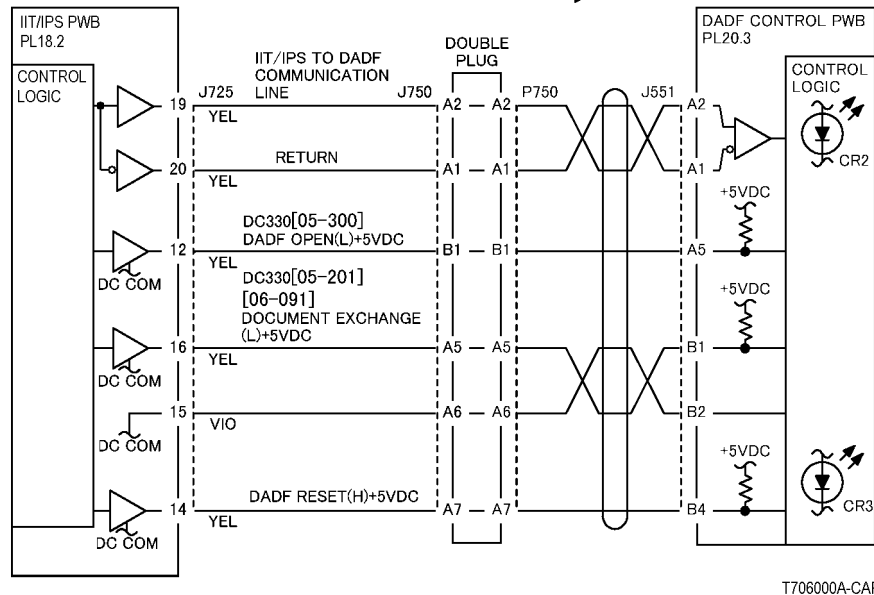 IIT/IPS PWB
PL18.2
CONTROL
LOGIC
IIT/IPS TO DADF
COMMUNICATION
LINE
DOUBLE
PLUG
DADF CONTROL PWB
PL20.3
CONTROL
LOGIC
J725 J750 P750 J551
19 YEL A2 A2 A2
CR2
RETURN
20 YEL A1 A1 A1
+5VDC
DC330[05-300]
DADF OPEN(L)+5VDC
12 YEL B1 B1 A5
DC COM
DC330[05-201]
[06-091]
DOCUMENT EXCHANGE
(L)+5VDC
+5VDC
16 YEL A5 A5 B1
DC COM
15 VIO A6 A6 B2
DC COM
+5VDC
DADF RESET(H)+5VDC
14 YEL A7 A7 B4
CR3
DC COM
T706000A-CAR